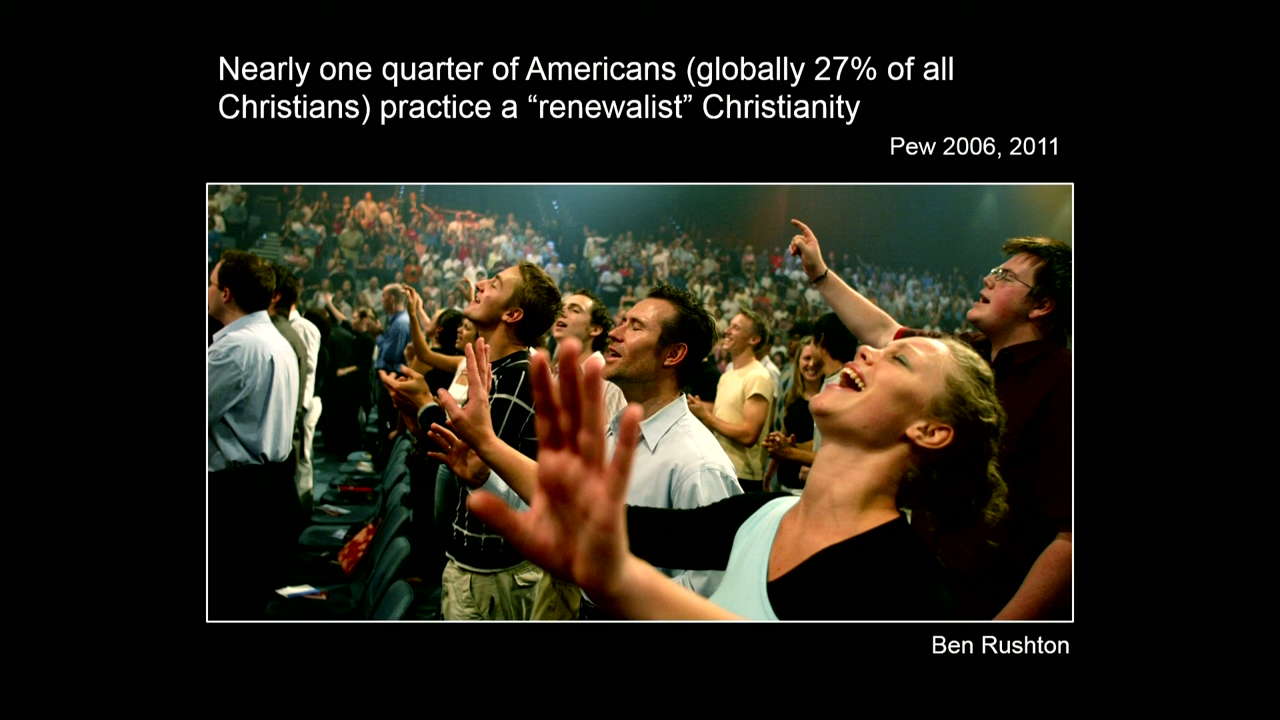 Nearly one quarter of Americans (globally 27% of all
Christians) practice a “renewalist” Christianity
Pew 2006, 2011
Ben Rushton